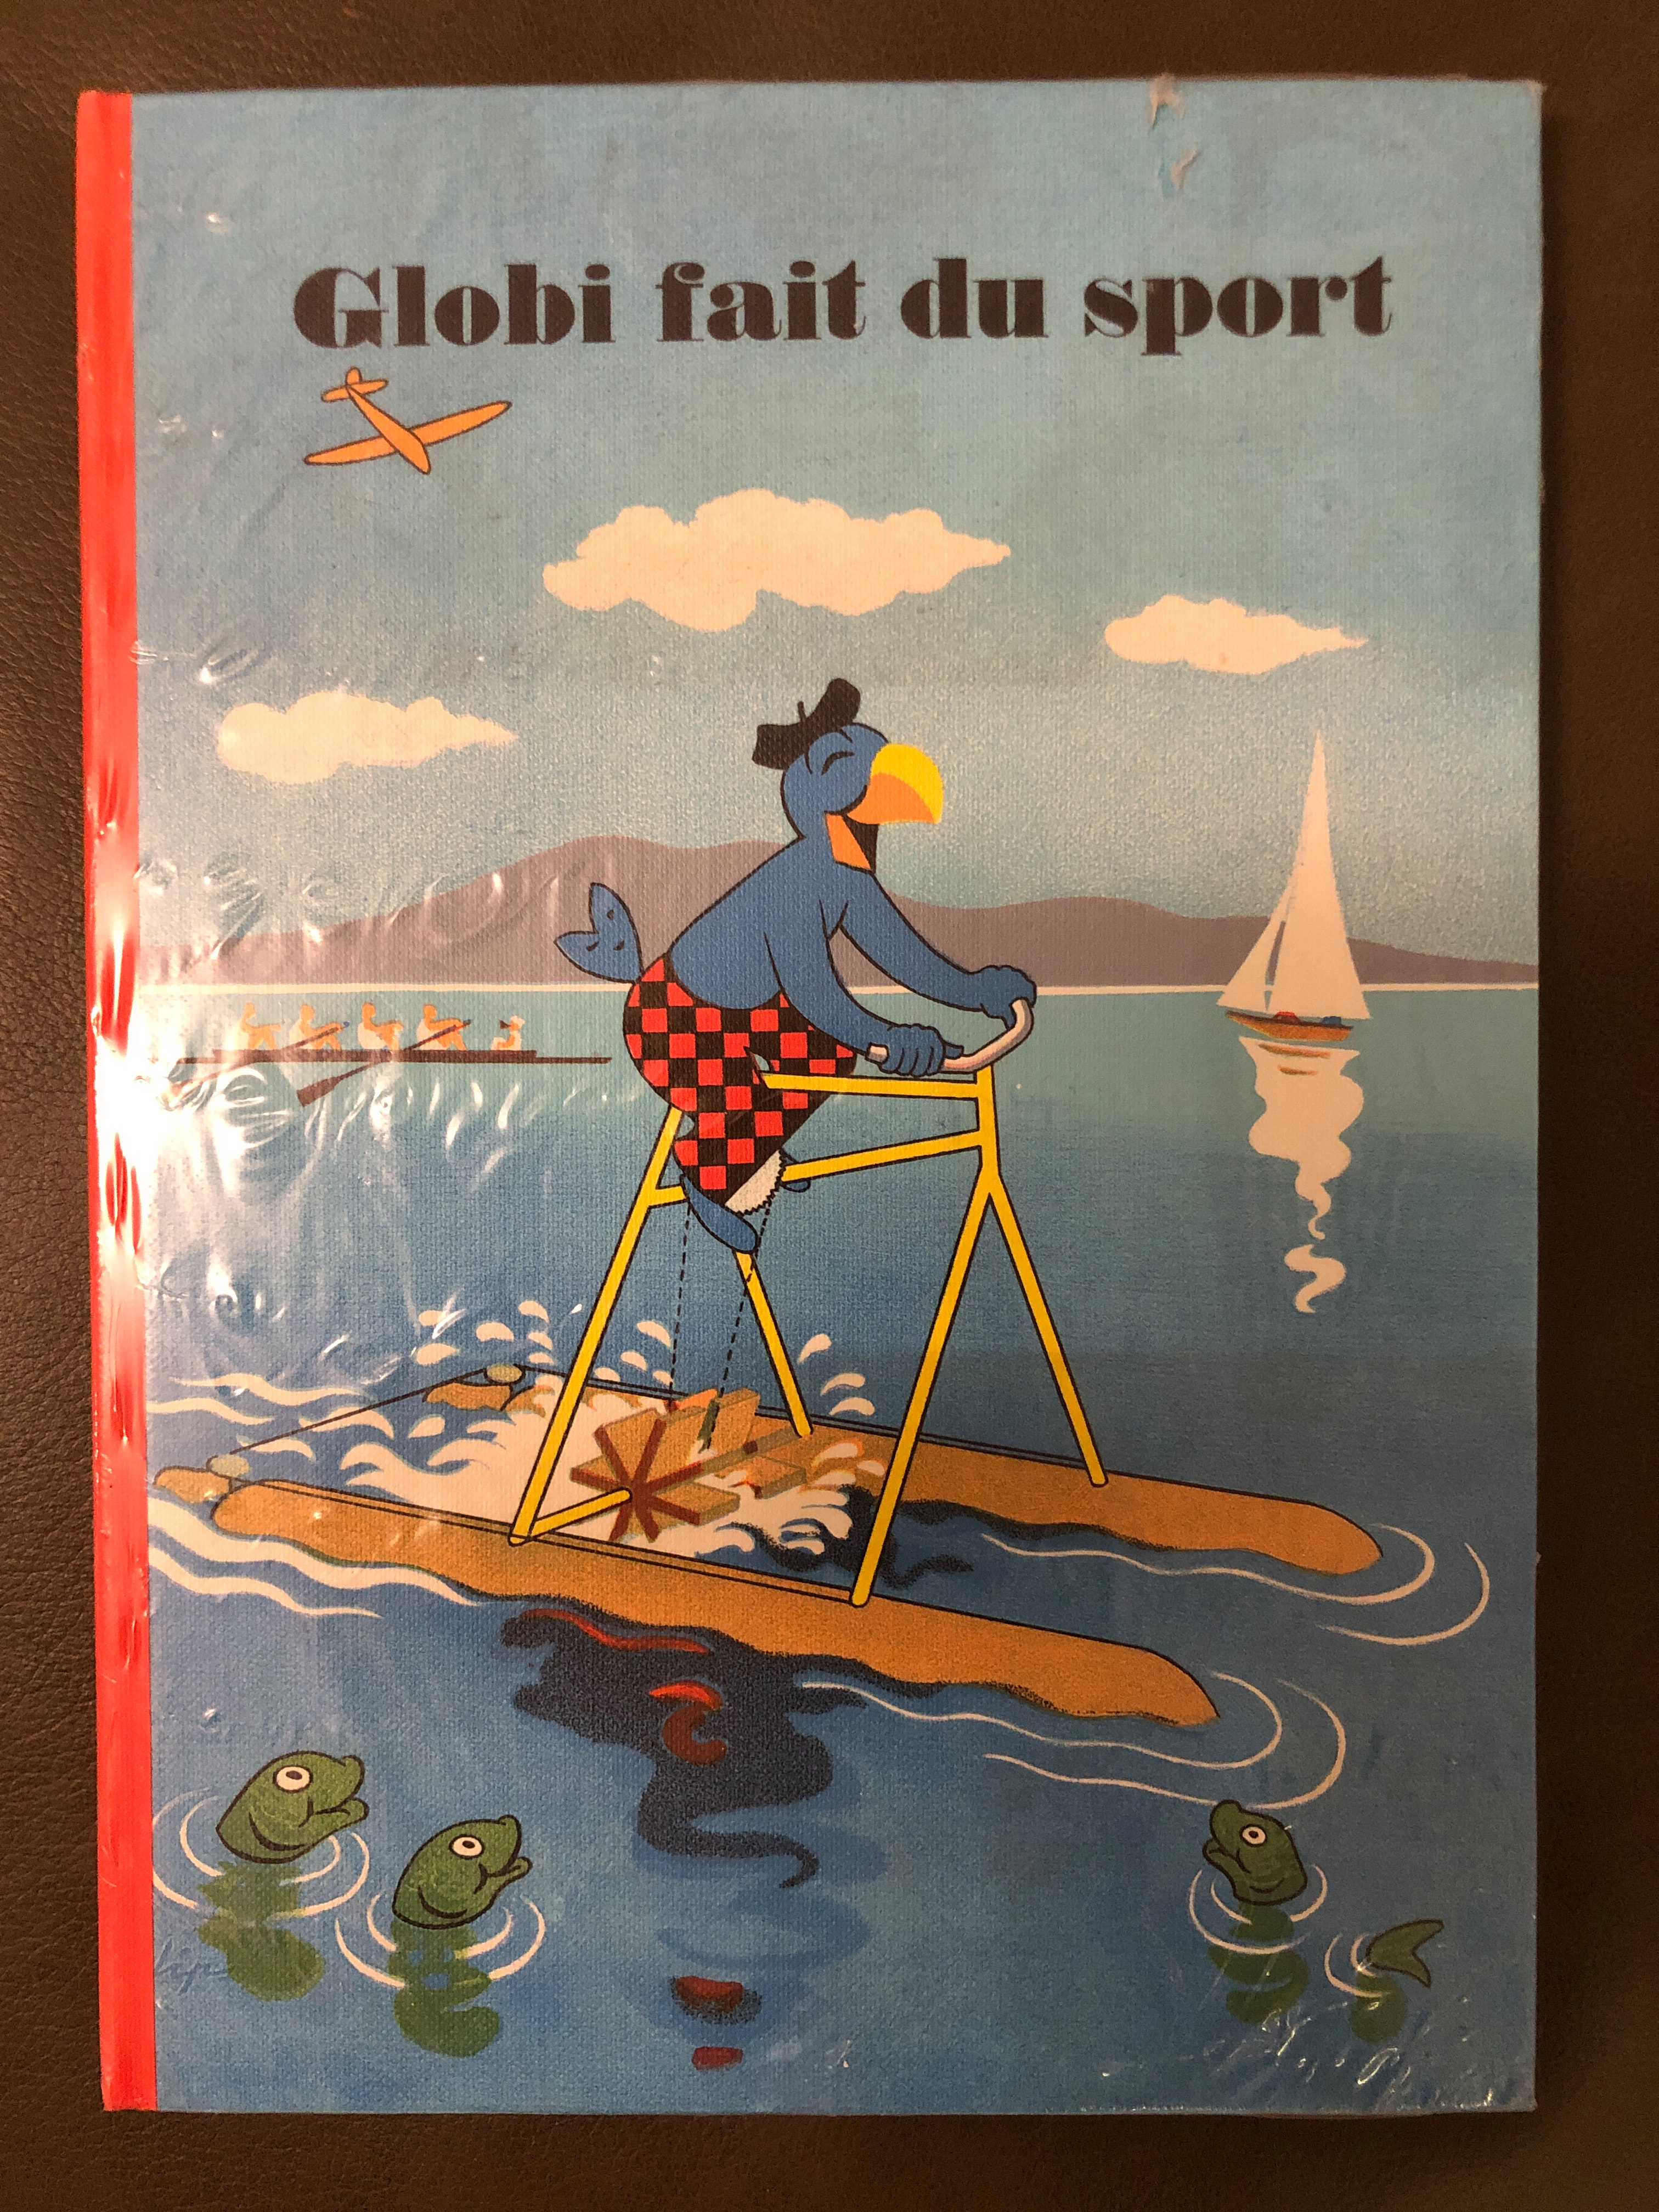 Globi fait du sport